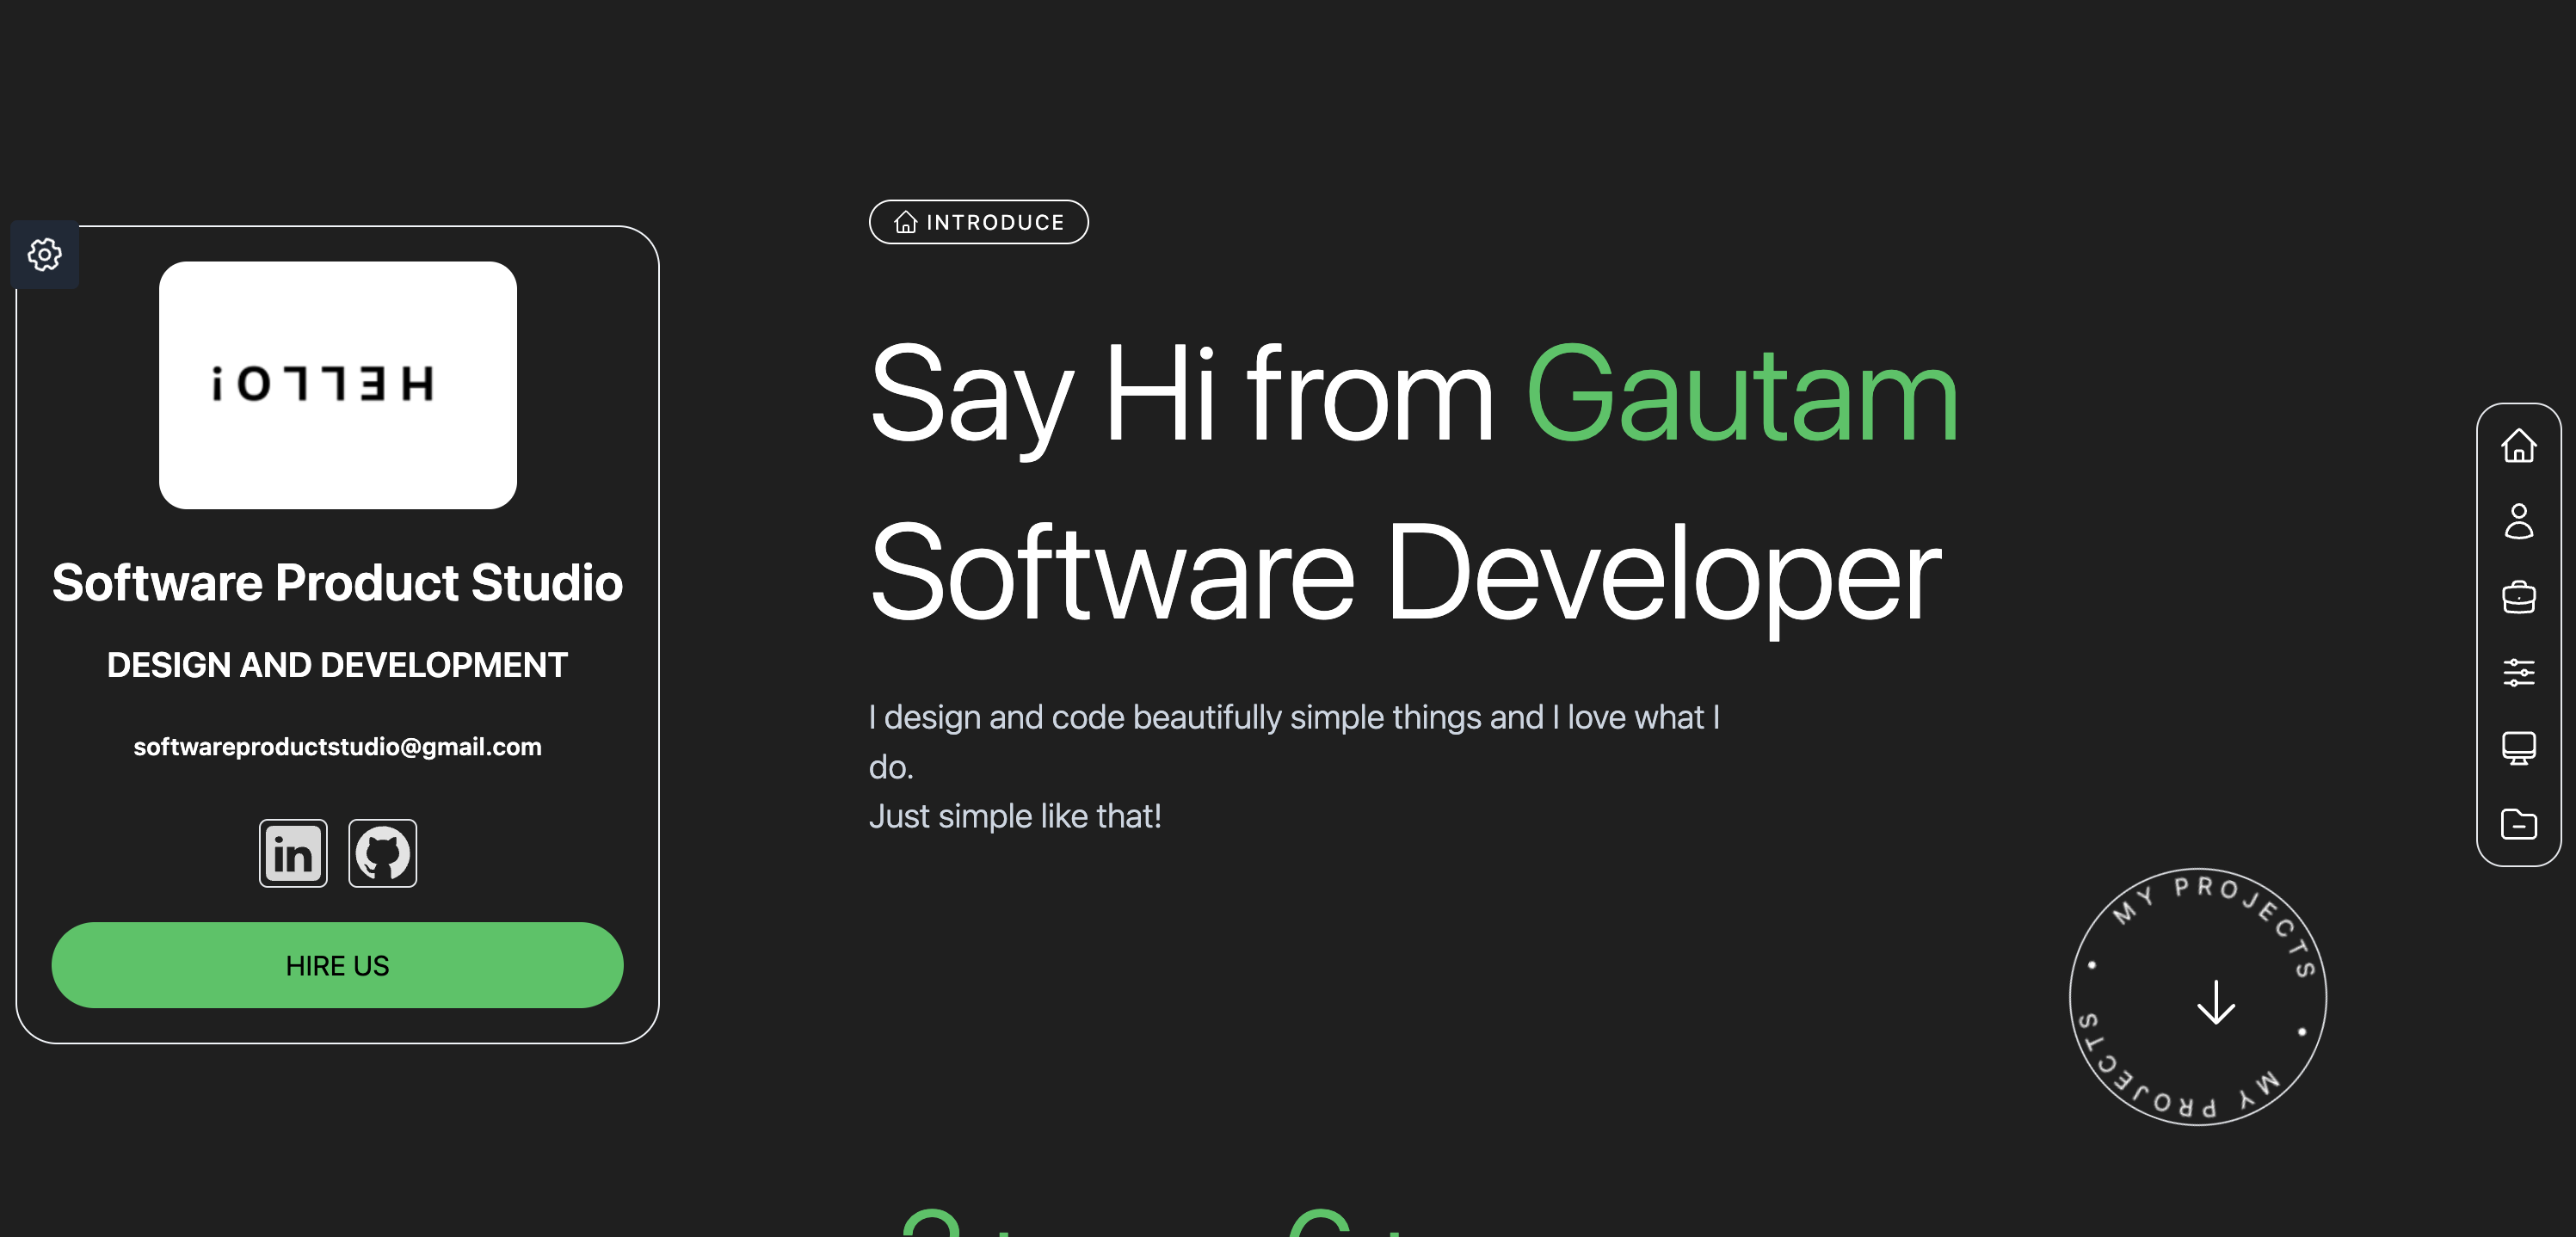 HELLO!
Software Product Studio
DESIGN AND DEVELOPMENT
softwareproductstudio@gmail.com
in
HIRE US
INTRODUCE
Say Hi from Gautam
Software Developer
I design and code beautifully simple things and I love what I
do.
Just simple like that!
MY PROJECTS • MY PROJECTS •